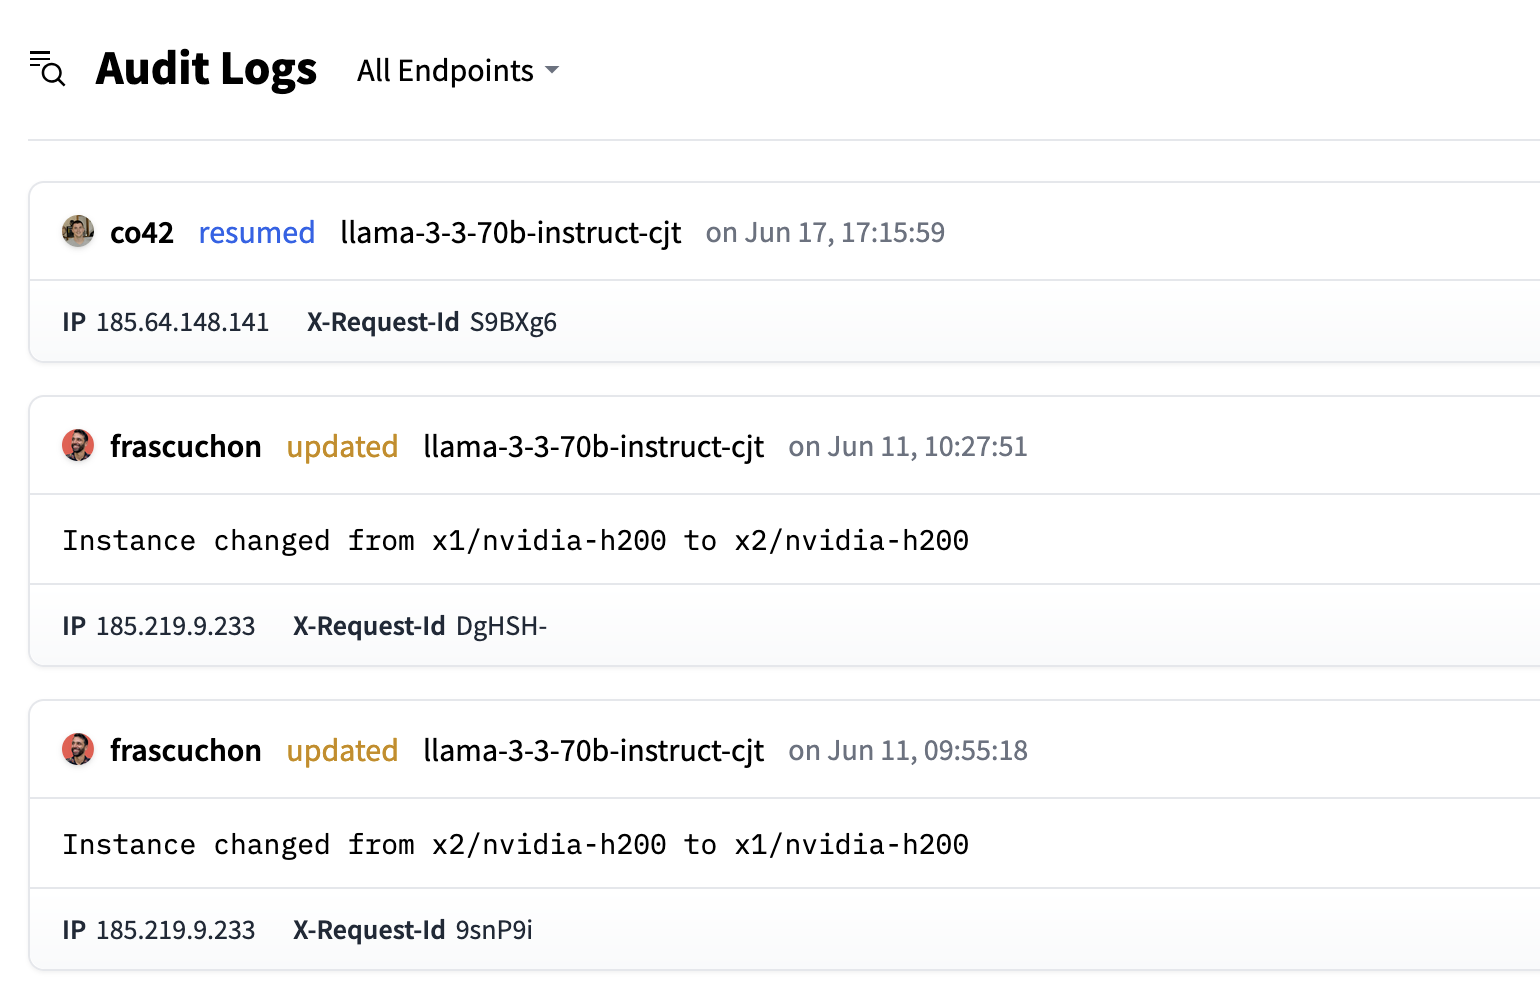 Audit Logs All Endpoints
co42 resumed llama-3-3-70b-instruct-cjt on Jun 17, 17:15:59
IP 185.64.148.141 X-Request-Id S9BXg6
frascuchon updated llama-3-3-70b-instruct-cjt on Jun 11, 10:27:51
Instance changed from x1/nvidia-h200 to x2/nvidia-h200
IP 185.219.9.233 X-Request-Id DgHSH-
frascuchon updated llama-3-3-70b-instruct-cjt on Jun 11, 09:55:18
Instance changed from x2/nvidia-h200 to x1/nvidia-h200
IP 185.219.9.233 X-Request-Id 9snP9i